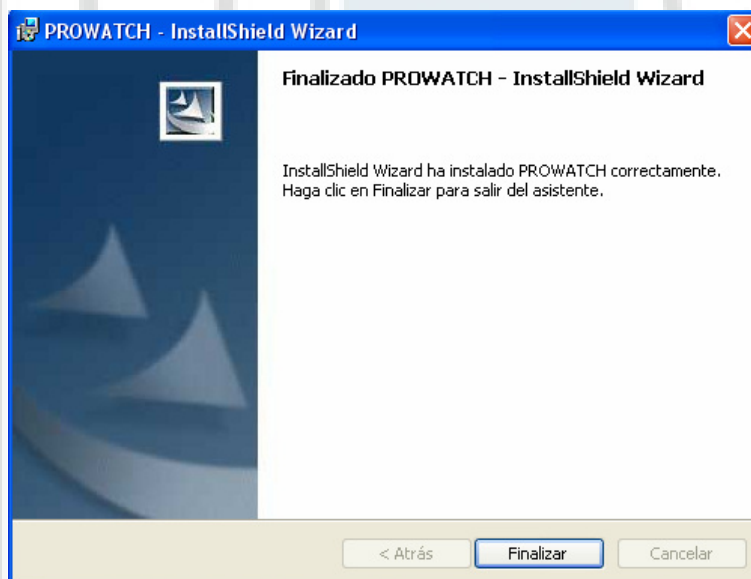 PROWATCH - InstallShield Wizard
Finalizado PROWATCH - InstallShield Wizard
InstallShield Wizard ha instalado PROWATCH correctamente.
Haga clic en Finalizar para salir del asistente.
< Atrás
Finalizar
Cancelar